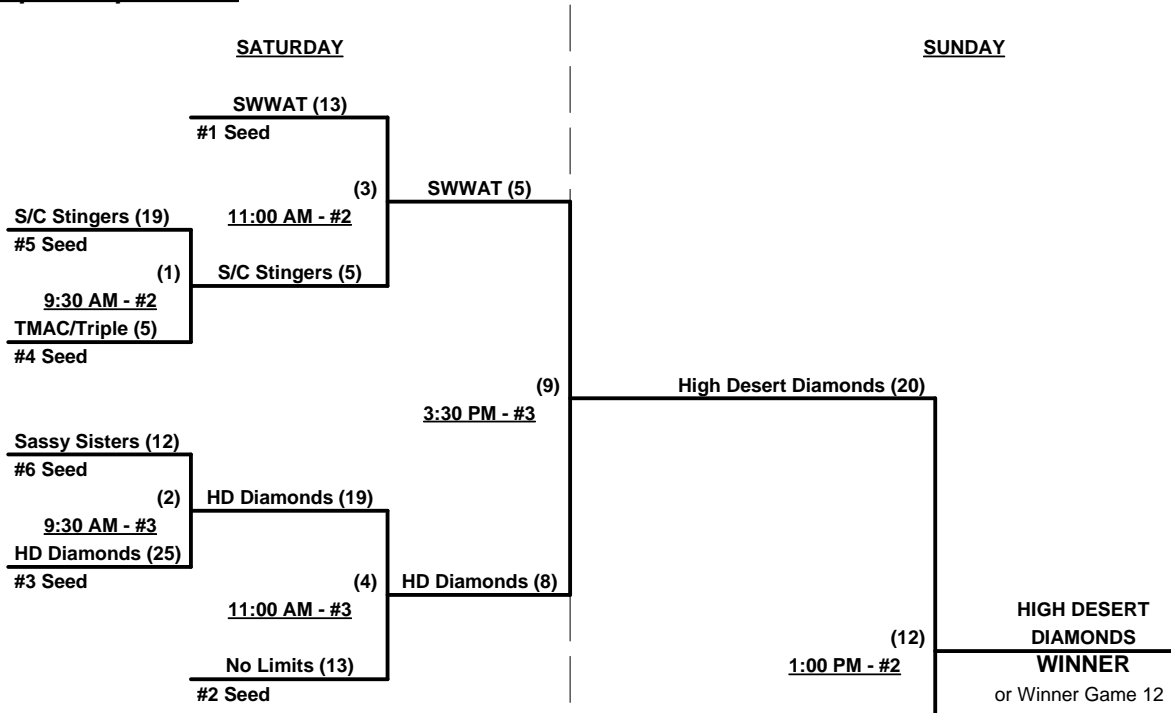 SATURDAY
SUNDAY
SWWAT (13)
#1 Seed
(3)
SWWAT (5)
S/C Stingers (19)
11:00 AM - #2
#5 Seed
(1)
S/C Stingers (5)
9:30 AM - #2
TMAC/Triple (5)
#4 Seed
(9)
High Desert Diamonds (20)
3:30 PM - #3
Sassy Sisters (12)
#6 Seed
(2)
HD Diamonds (19)
9:30 AM - #3
HD Diamonds (25)
#3 Seed
(4)
HD Diamonds (8)
11:00 AM - #3
HIGH DESERT
(12)
DIAMONDS
No Limits (13)
1:00 PM - #2
WINNER
#2 Seed
or Winner Game 12